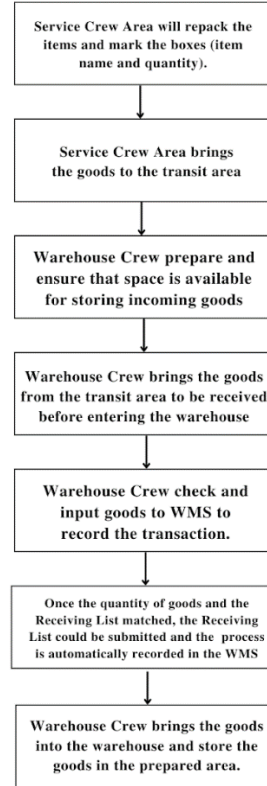 Service Crew Area will repack the
items and mark the boxes (item
name and quantity).
Service Crew Area brings
the goods to the transit area
Warehouse Crew prepare and
ensure that space is available
for storing incoming goods
Warehouse Crew brings the goods
from the transit area to be received
before entering the warehouse
Warehouse Crew check and
input goods to WMS to
record the transaction.
Once the quantity of goods and the
Receiving List matched, the Receiving
List could be submitted and the process
is automatically recorded in the WMS
Warehouse Crew brings the goods
into the warehouse and store the
goods in the prepared area.